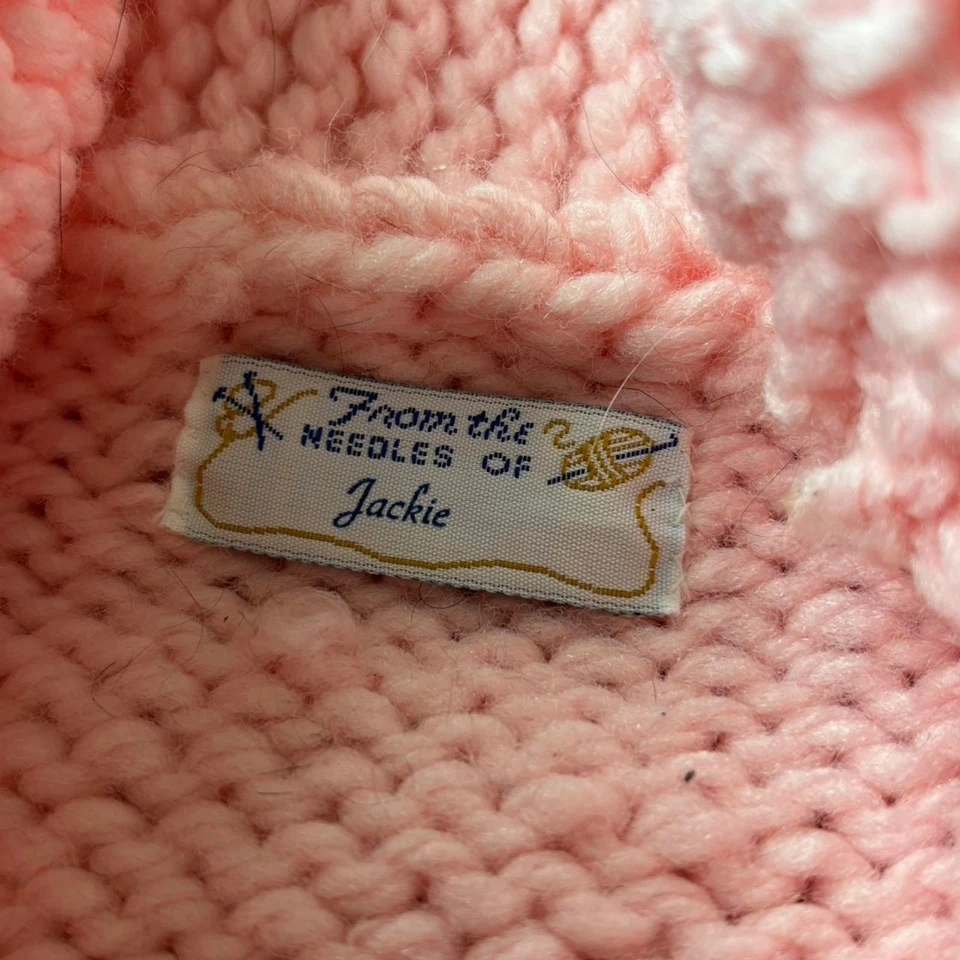 From the
NEEDLES OF
Jackie